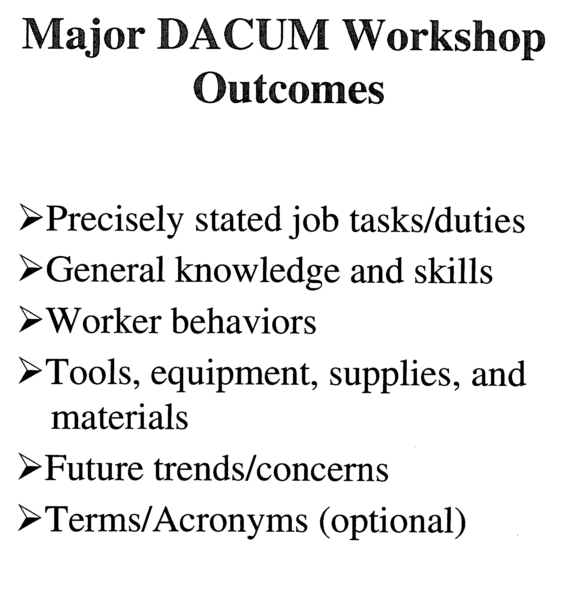 Major DACUM Workshop
Outcomes
➢Precisely stated job tasks/duties
➢General knowledge and skills
➢Worker behaviors
➢Tools, equipment, supplies, and
materials
➢Future trends/concerns
➢Terms/Acronyms (optional)